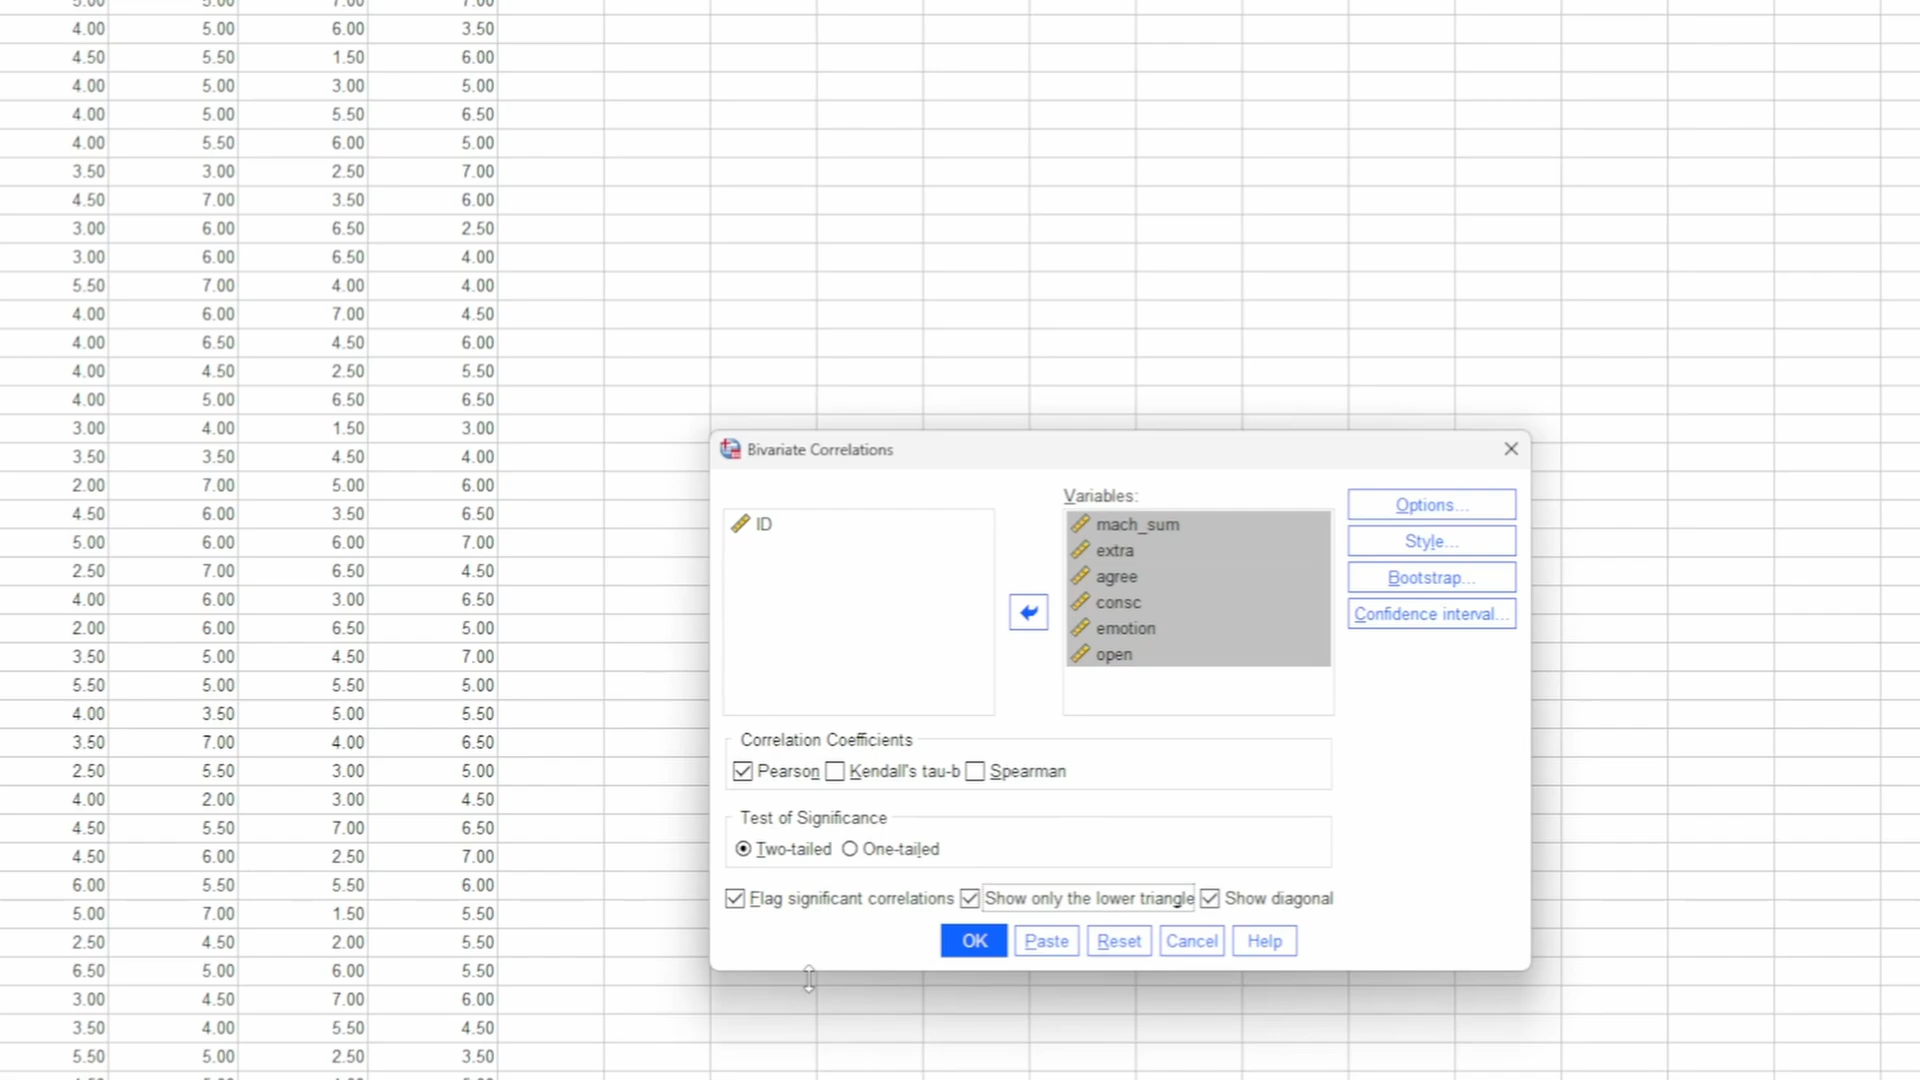 5.00 5.00 7.00 7.00
4.00 5.00 6.00 3.50
4.50 5.50 1.50 6.00
4.00 5.00 3.00 5.00
4.00 5.00 5.50 6.50
4.00 5.50 6.00 5.00
3.50 3.00 2.50 7.00
4.50 7.00 3.50 6.00
3.00 6.00 6.50 2.50
3.00 6.00 6.50 4.00
5.50 7.00 4.00 4.00
4.00 6.00 7.00 4.50
4.00 6.50 4.50 6.00
4.00 4.50 2.50 5.50
4.00 5.00 6.50 6.50
3.00 4.00 1.50 3.00
3.50 3.50 4.50 4.00
2.00 7.00 5.00 6.00
4.50 6.00 3.50 6.50
5.00 6.00 6.00 7.00
2.50 7.00 6.50 4.50
4.00 6.00 3.00 6.50
2.00 6.00 6.50 5.00
3.50 5.00 4.50 7.00
5.50 5.00 5.50 5.00
4.00 3.50 5.00 5.50
3.50 7.00 4.00 6.50
2.50 5.50 3.00 5.00
4.00 2.00 3.00 4.50
4.50 5.50 7.00 6.50
4.50 6.00 2.50 7.00
6.00 5.50 5.50 6.00
5.00 7.00 1.50 5.50
2.50 4.50 2.00 5.50
6.50 5.00 6.00 5.50
3.00 4.50 7.00 6.00
3.50 4.00 5.50 4.50
5.50 5.00 2.50 3.50
Bivariate Correlations
Variables:
ID
mach_sum
extra
agree
consc
emotion
open
Options...
Style...
Bootstrap...
Confidence interval...
Correlation Coefficients
Pearson Kendall's tau-b Spearman
Test of Significance
Two-tailed One-tailed
Flag significant correlations Show only the lower triangle Show diagonal
OK Paste Reset Cancel Help